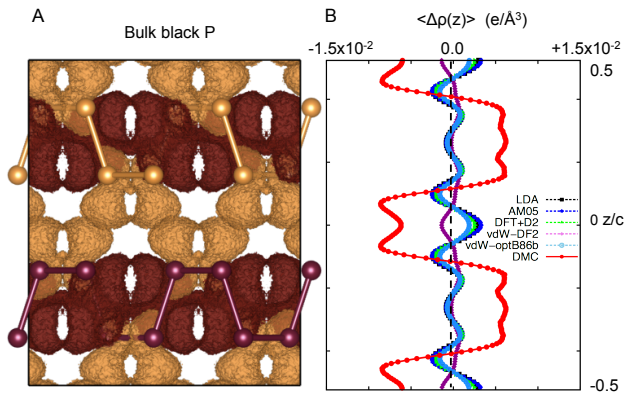 A
Bulk black P
B
<Δρ(z)> (e/Å³)
-1.5x10⁻² 0.0 +1.5x10⁻²
0.5
LDA
AM05
DFT+D2
vdW-DF2
vdW-optB86b
DMC
0 z/c
-0.5